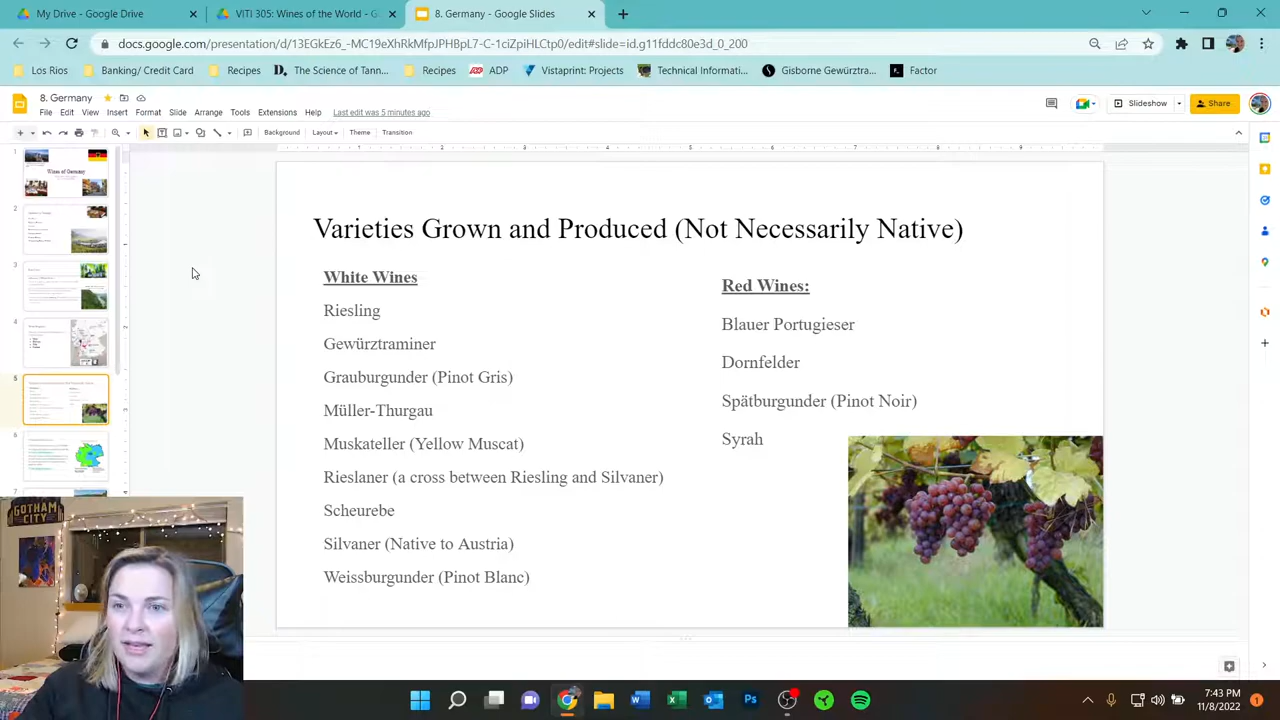 My Drive - Google Drive
VITI 305: 
8. Germany - Google Slides
docs.google.com/presentation/d/13EGkEz6_-MC19eXhRkMfpJPHBpL7-C-1ciZpiHLCtp0/edit#slide=id.g11fddc80e3d_0_200
Los Rios
Banking/ Credit Card
Recipes
The Science of Tann...
Recipes
ADP
Vistaprint: Projects
Technical Informati...
Gisborne Gewürztra...
Factor
8. Germany
File Edit View Insert Format Slide Arrange Tools Extensions Help Last edit was 5 minutes ago
Slideshow
Share
Background Layout Theme Transition
Wines of Germany
Varieties Grown and Produced (Not Necessarily Native)
White Wines
Riesling
Gewürztraminer
Grauburgunder (Pinot Gris)
Müller-Thurgau
Muskateller (Yellow Muscat)
Rieslaner (a cross between Riesling and Silvaner)
Scheurebe
Silvaner (Native to Austria)
Weissburgunder (Pinot Blanc)
Red Wines:
Blauer Portugieser
Dornfelder
Spätburgunder (Pinot Noir)
Syrah
GOTHAM
CITY
7:43 PM
11/8/2022